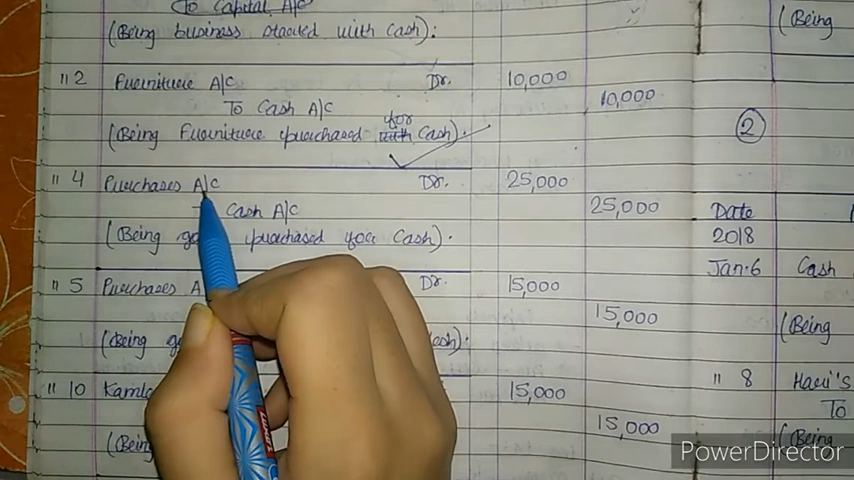 To Capital A/c
(Being business started with Cash).
" 2 Furniture A/c Dr. 10,000
To Cash A/c 10,000
(Being Furniture purchased for with Cash).
" 4 Purchases A/c Dr. 25,000
Cash A/c 25,000
(Being purchased for Cash).
" 5 Purchases A Dr. 15,000
15,000
(Being
" 10 Kamla 15,000
15,000
(Being
(Being
2
Date
2018
Jan.6 Cash
(Being
" 8 Hari's
To
(Being
PowerDirector